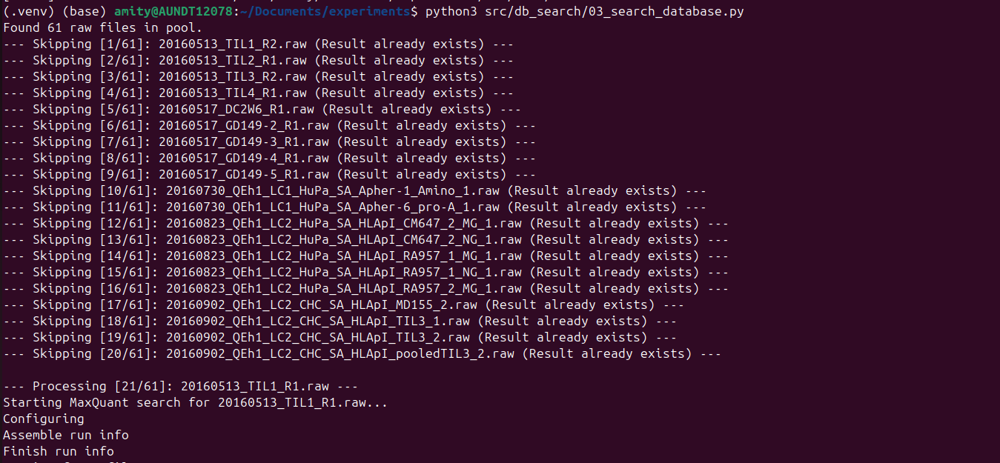 (.venv) (base) amity@AUNDT12078:~/Documents/experiments$ python3 src/db_search/03_search_database.py
Found 61 raw files in pool.
--- Skipping [1/61]: 20160513_TIL1_R2.raw (Result already exists) ---
--- Skipping [2/61]: 20160513_TIL2_R1.raw (Result already exists) ---
--- Skipping [3/61]: 20160513_TIL3_R2.raw (Result already exists) ---
--- Skipping [4/61]: 20160513_TIL4_R1.raw (Result already exists) ---
--- Skipping [5/61]: 20160517_DC2W6_R1.raw (Result already exists) ---
--- Skipping [6/61]: 20160517_GD149-2_R1.raw (Result already exists) ---
--- Skipping [7/61]: 20160517_GD149-3_R1.raw (Result already exists) ---
--- Skipping [8/61]: 20160517_GD149-4_R1.raw (Result already exists) ---
--- Skipping [9/61]: 20160517_GD149-5_R1.raw (Result already exists) ---
--- Skipping [10/61]: 20160730_QEh1_LC1_HuPa_SA_Apher-1_Amino_1.raw (Result already exists) ---
--- Skipping [11/61]: 20160730_QEh1_LC1_HuPa_SA_Apher-6_pro-A_1.raw (Result already exists) ---
--- Skipping [12/61]: 20160823_QEh1_LC2_HuPa_SA_HLApI_CM647_2_MG_1.raw (Result already exists) ---
--- Skipping [13/61]: 20160823_QEh1_LC2_HuPa_SA_HLApI_CM647_2_NG_1.raw (Result already exists) ---
--- Skipping [14/61]: 20160823_QEh1_LC2_HuPa_SA_HLApI_RA957_1_MG_1.raw (Result already exists) ---
--- Skipping [15/61]: 20160823_QEh1_LC2_HuPa_SA_HLApI_RA957_1_NG_1.raw (Result already exists) ---
--- Skipping [16/61]: 20160823_QEh1_LC2_HuPa_SA_HLApI_RA957_2_MG_1.raw (Result already exists) ---
--- Skipping [17/61]: 20160902_QEh1_LC2_CHC_SA_HLApI_MD155_2.raw (Result already exists) ---
--- Skipping [18/61]: 20160902_QEh1_LC2_CHC_SA_HLApI_TIL3_1.raw (Result already exists) ---
--- Skipping [19/61]: 20160902_QEh1_LC2_CHC_SA_HLApI_TIL3_2.raw (Result already exists) ---
--- Skipping [20/61]: 20160902_QEh1_LC2_CHC_SA_HLApI_pooledTIL3_2.raw (Result already exists) ---
--- Processing [21/61]: 20160513_TIL1_R1.raw ---
Starting MaxQuant search for 20160513_TIL1_R1.raw...
Configuring
Assemble run info
Finish run info